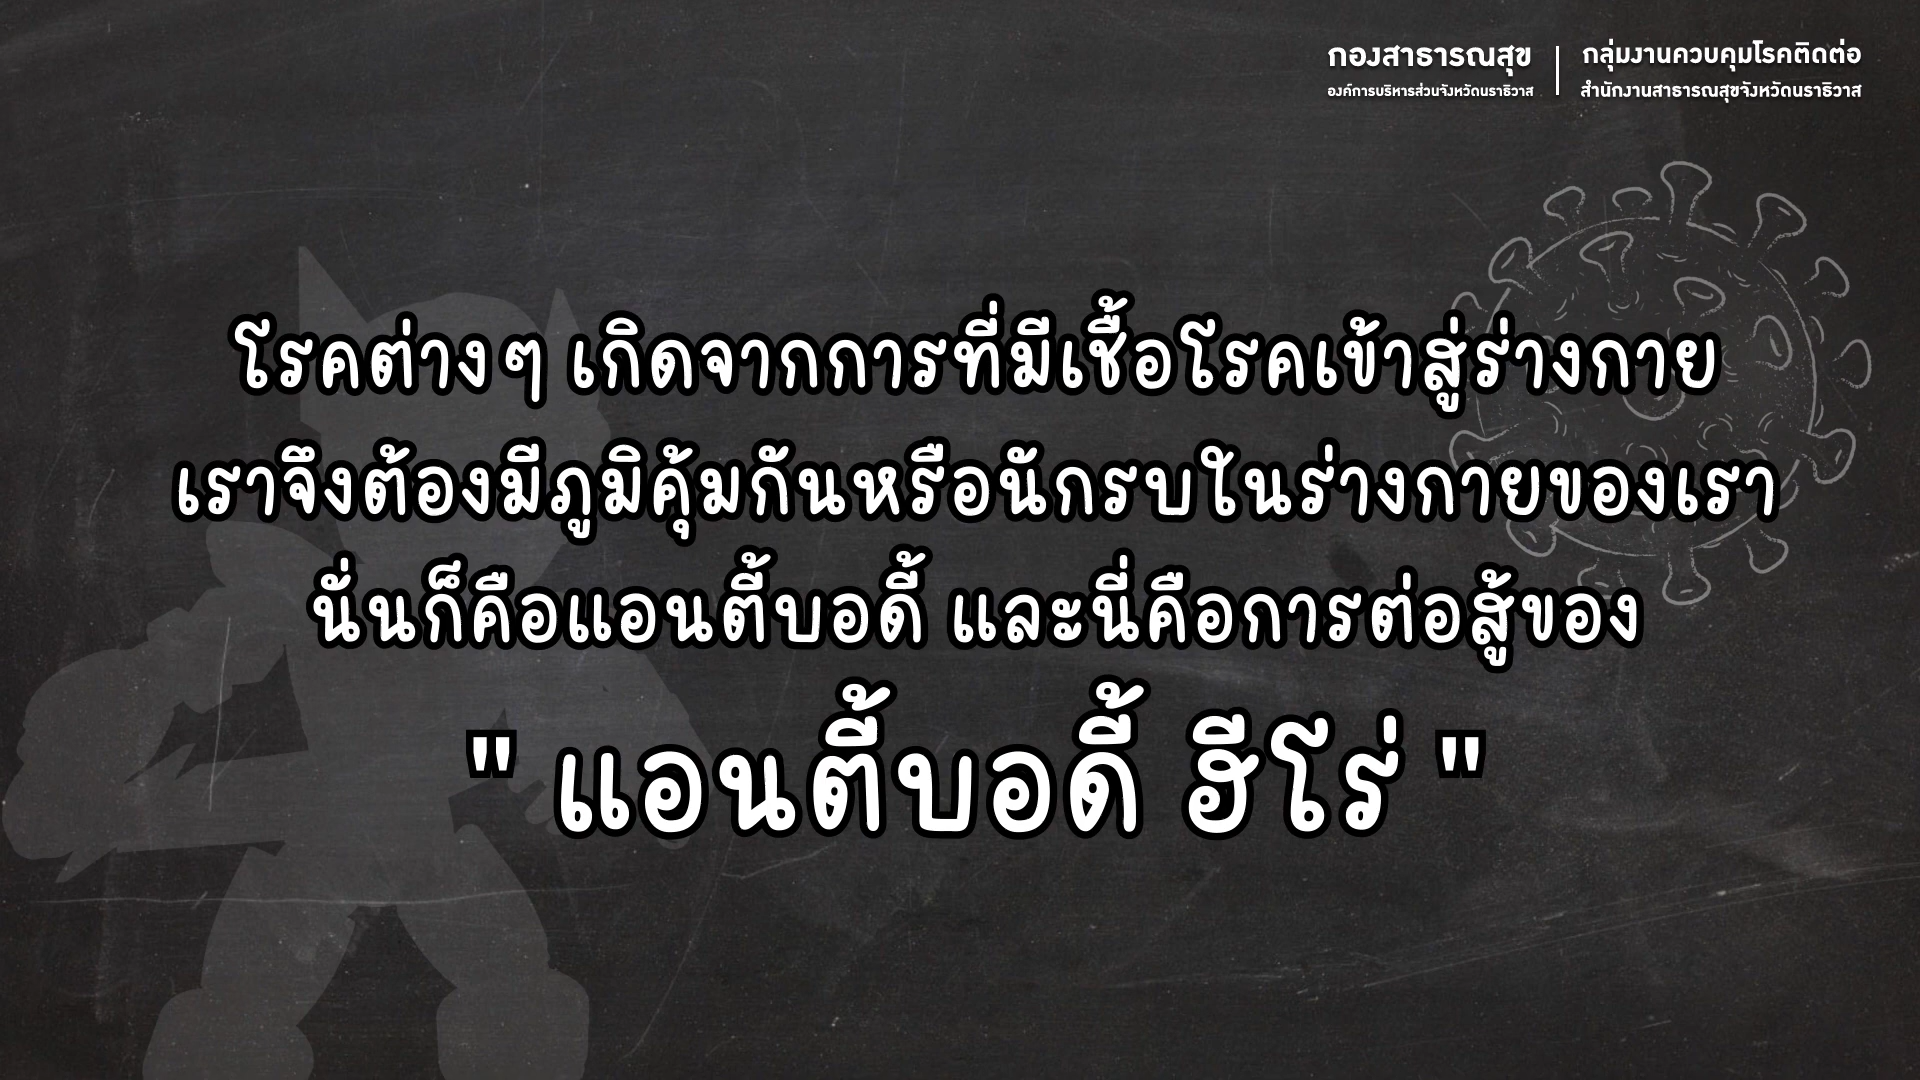 กองสาธารณสุข
องค์การบริหารส่วนจังหวัดนราธิวาส
กลุ่มงานควบคุมโรคติดต่อ
สำนักงานสาธารณสุขจังหวัดนราธิวาส
โรคต่างๆ เกิดจากการที่มีเชื้อโรคเข้าสู่ร่างกาย
เราจึงต้องมีภูมิคุ้มกันหรือนักรบในร่างกายของเรา
นั่นก็คือแอนตี้บอดี้ และนี่คือการต่อสู้ของ
" แอนตี้บอดี้ ฮีโร่ "